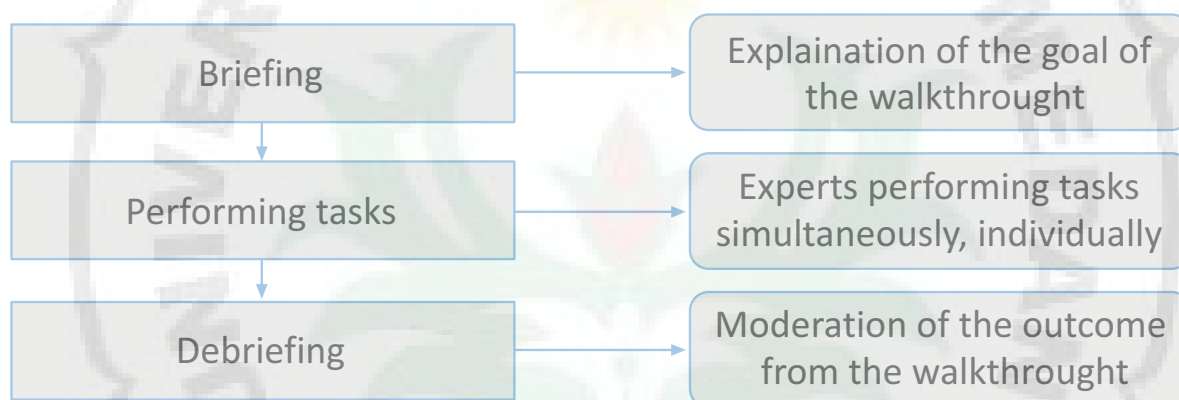 Briefing
Explaination of the goal of
the walkthrought
Performing tasks
Experts performing tasks
simultaneously, individually
Debriefing
Moderation of the outcome
from the walkthrought